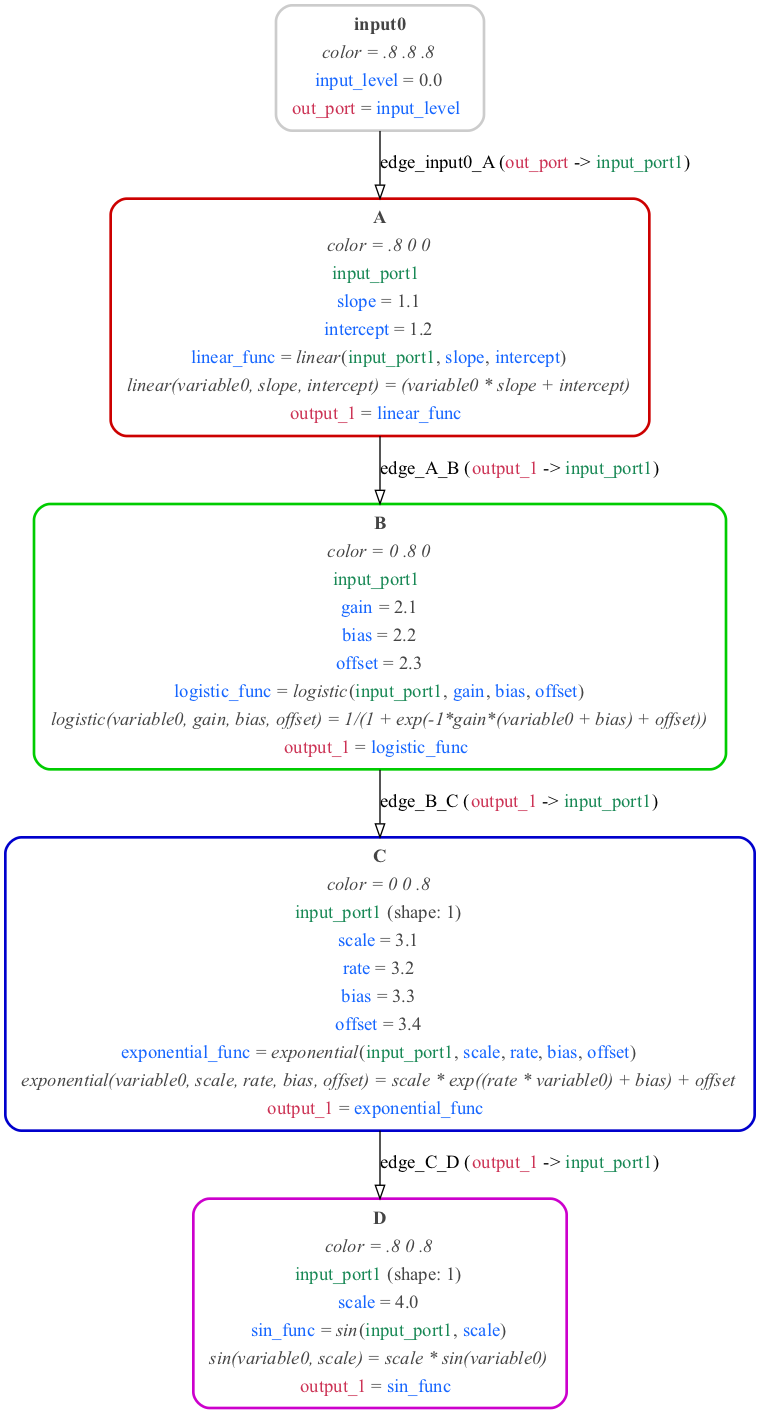 input0
color = .8 .8 .8
input_level = 0.0
out_port = input_level
edge_input0_A (out_port -> input_port1)
A
color = .8 0 0
input_port1
slope = 1.1
intercept = 1.2
linear_func = linear(input_port1, slope, intercept)
linear(variable0, slope, intercept) = (variable0 * slope + intercept)
output_1 = linear_func
edge_A_B (output_1 -> input_port1)
B
color = 0 .8 0
input_port1
gain = 2.1
bias = 2.2
offset = 2.3
logistic_func = logistic(input_port1, gain, bias, offset)
logistic(variable0, gain, bias, offset) = 1/(1 + exp(-1*gain*(variable0 + bias) + offset))
output_1 = logistic_func
edge_B_C (output_1 -> input_port1)
C
color = 0 0 .8
input_port1 (shape: 1)
scale = 3.1
rate = 3.2
bias = 3.3
offset = 3.4
exponential_func = exponential(input_port1, scale, rate, bias, offset)
exponential(variable0, scale, rate, bias, offset) = scale * exp((rate * variable0) + bias) + offset
output_1 = exponential_func
edge_C_D (output_1 -> input_port1)
D
color = .8 0 .8
input_port1 (shape: 1)
scale = 4.0
sin_func = sin(input_port1, scale)
sin(variable0, scale) = scale * sin(variable0)
output_1 = sin_func